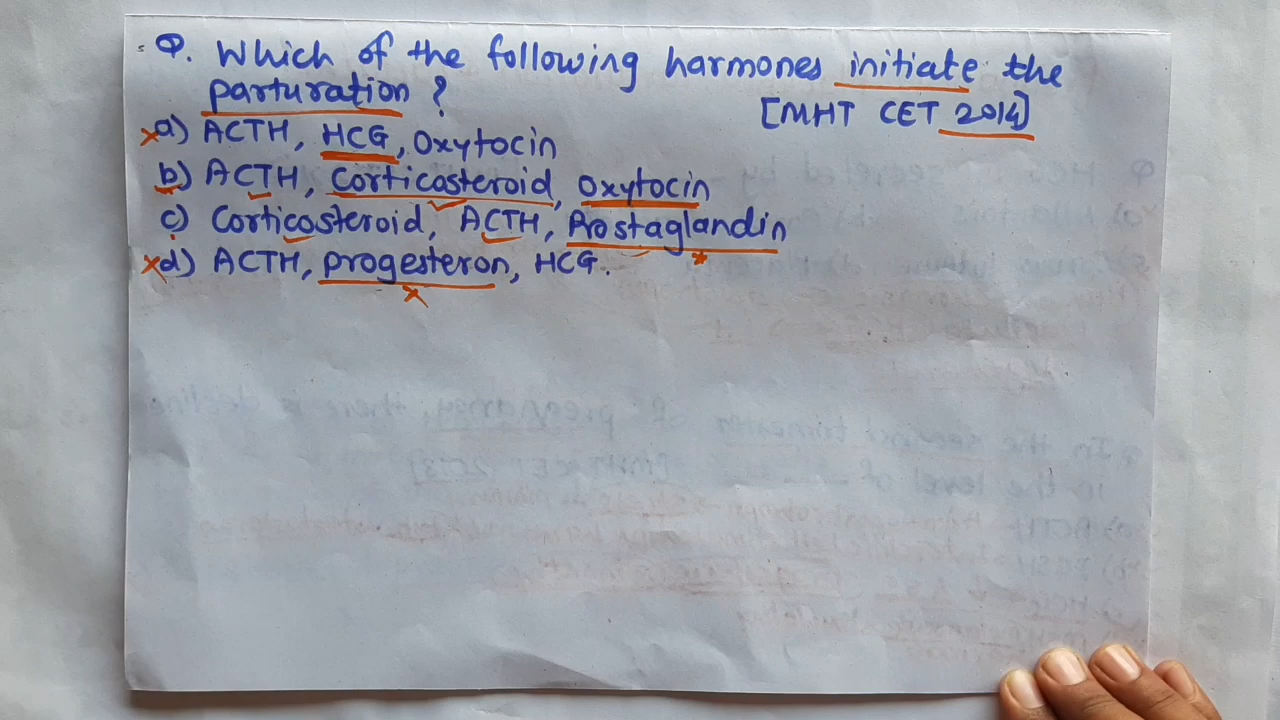 Q. Which of the following harmones initiate the
parturation ?
[MHT CET 2014]
a) ACTH, HCG, Oxytocin
b) ACTH, Corticosteroid, Oxytocin
c) Corticosteroid, ACTH, Prostaglandin
d) ACTH, progesteron, HCG.